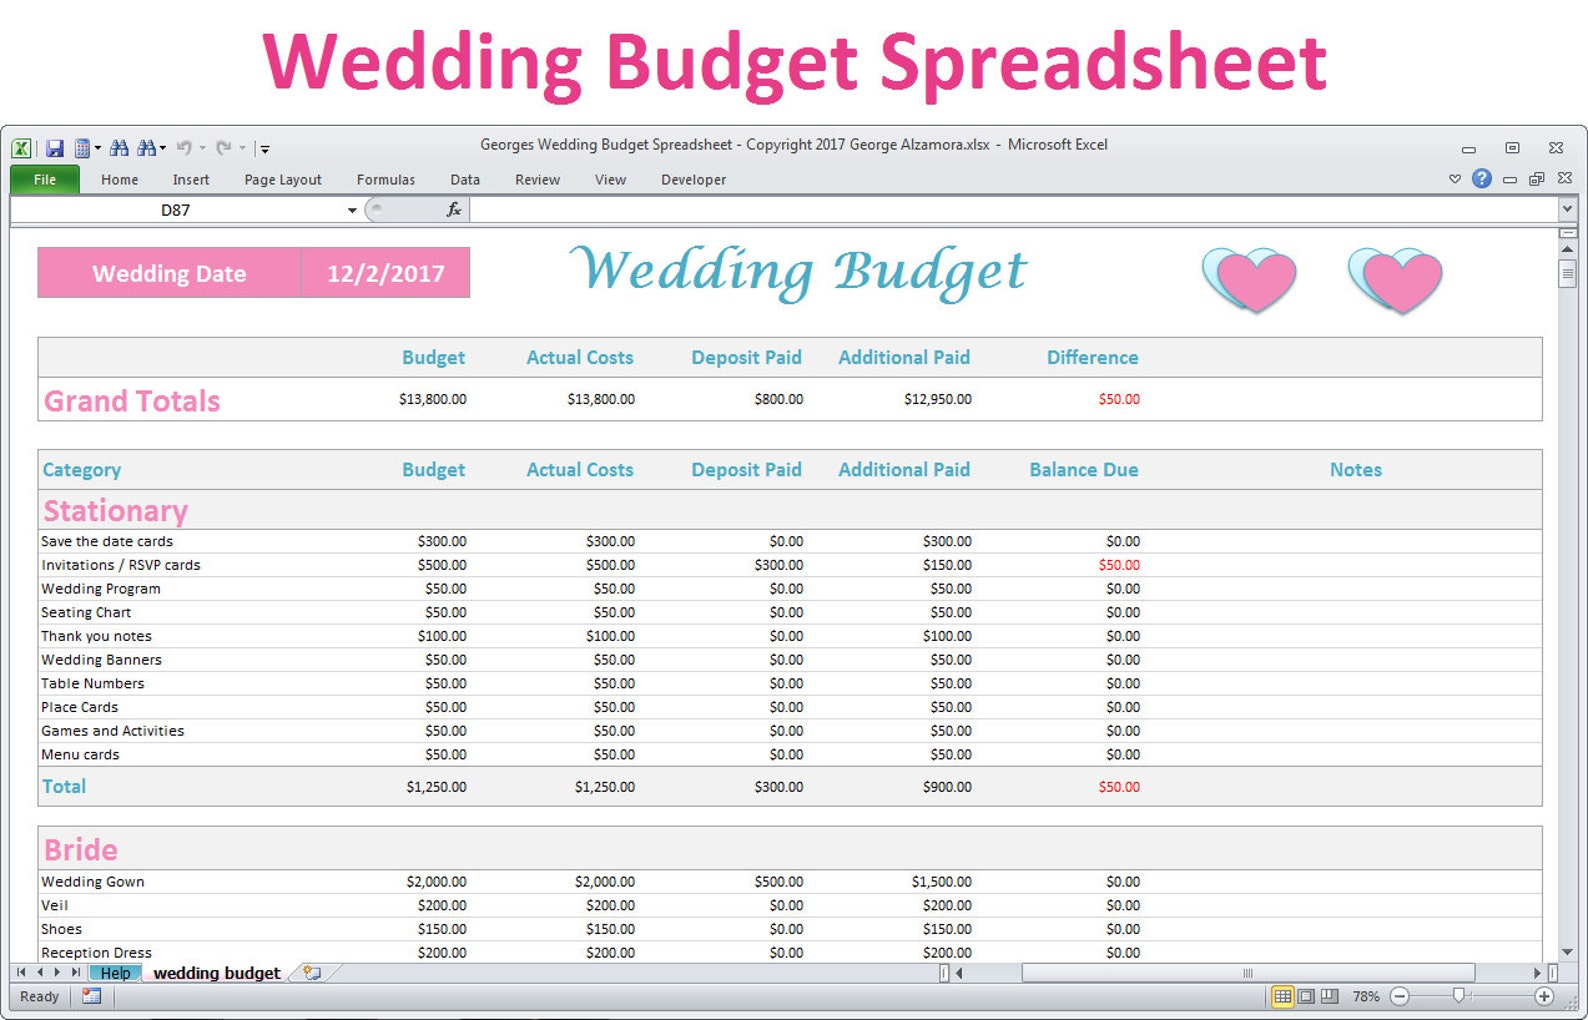 Wedding Budget Spreadsheet
Georges Wedding Budget Spreadsheet - Copyright 2017 George Alzamora.xlsx - Microsoft Excel
File Home Insert Page Layout Formulas Data Review View Developer
D87 fx
Wedding Date 12/2/2017 Wedding Budget
Budget Actual Costs Deposit Paid Additional Paid Difference
Grand Totals $13,800.00 $13,800.00 $800.00 $12,950.00 $50.00
Category Budget Actual Costs Deposit Paid Additional Paid Balance Due Notes
Stationary
Save the date cards $300.00 $300.00 $0.00 $300.00 $0.00
Invitations / RSVP cards $500.00 $500.00 $300.00 $150.00 $50.00
Wedding Program $50.00 $50.00 $0.00 $50.00 $0.00
Seating Chart $50.00 $50.00 $0.00 $50.00 $0.00
Thank you notes $100.00 $100.00 $0.00 $100.00 $0.00
Wedding Banners $50.00 $50.00 $0.00 $50.00 $0.00
Table Numbers $50.00 $50.00 $0.00 $50.00 $0.00
Place Cards $50.00 $50.00 $0.00 $50.00 $0.00
Games and Activities $50.00 $50.00 $0.00 $50.00 $0.00
Menu cards $50.00 $50.00 $0.00 $50.00 $0.00
Total $1,250.00 $1,250.00 $300.00 $900.00 $50.00
Bride
Wedding Gown $2,000.00 $2,000.00 $500.00 $1,500.00 $0.00
Veil $200.00 $200.00 $0.00 $200.00 $0.00
Shoes $150.00 $150.00 $0.00 $150.00 $0.00
Reception Dress $200.00 $200.00 $0.00 $200.00 $0.00
Help wedding budget
Ready 78%